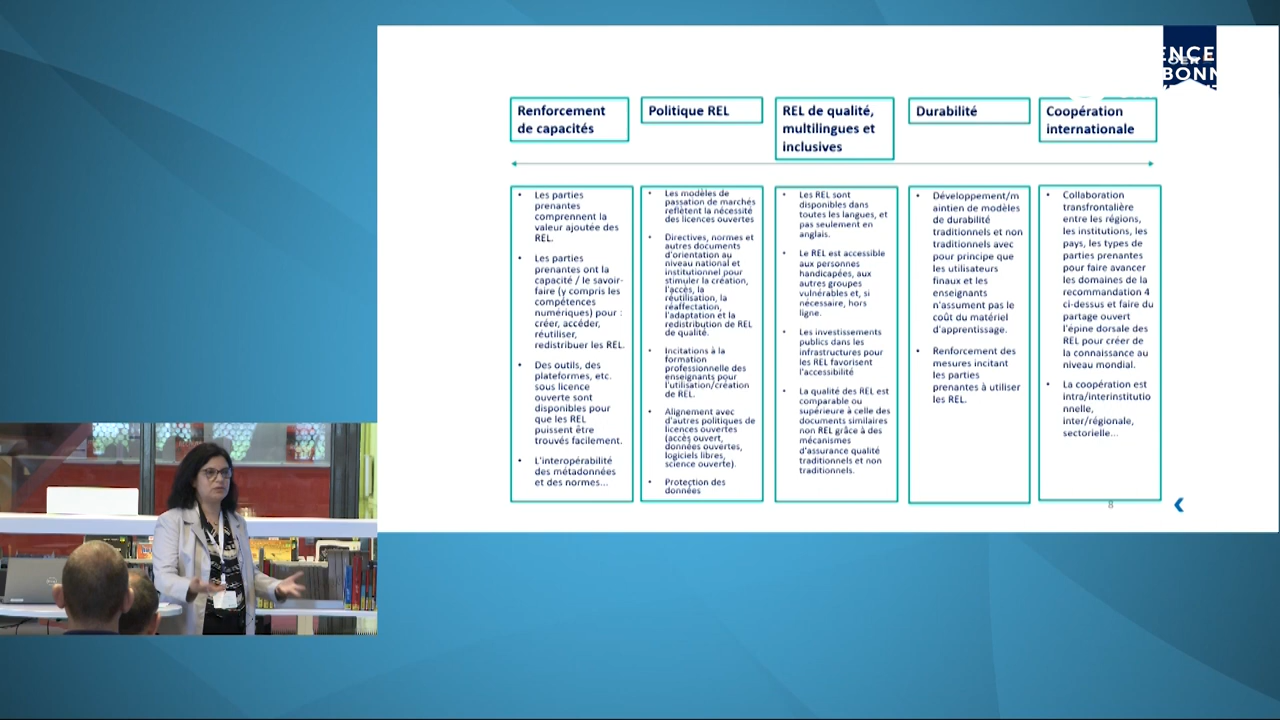 ENCE
OER
BONN
Renforcement
de capacités
Politique REL
REL de qualité,
multilingues et
inclusives
Durabilité
Coopération
internationale
• Les parties
prenantes
comprennent la
valeur ajoutée des
REL.
• Les parties
prenantes ont la
capacité / le savoir-
faire (y compris les
compétences
numériques) pour :
créer, accéder,
réutiliser,
redistribuer les REL.
• Des outils, des
plateformes, etc.
sous licence
ouverte sont
disponibles pour
que les REL
puissent être
trouvés facilement.
• L'interopérabilité
des métadonnées
et des normes...
• Les modèles de
passation de marchés
reflètent la nécessité
des licences ouvertes
• Directives, normes et
autres documents
d'orientation au
niveau national et
institutionnel pour
stimuler la création,
l'accès, la
réutilisation, la
réaffectation,
l'adaptation et la
redistribution de REL
de qualité.
• Incitations à la
formation
professionnelle des
enseignants pour
l'utilisation/création
de REL.
• Alignement avec
d'autres politiques de
licences ouvertes
(accès ouvert,
données ouvertes,
logiciels libres,
science ouverte).
• Protection des
données
• Les REL sont
disponibles dans
toutes les langues, et
pas seulement en
anglais.
• Le REL est accessible
aux personnes
handicapées, aux
autres groupes
vulnérables et, si
nécessaire, hors
ligne.
• Les investissements
publics dans les
infrastructures pour
les REL favorisent
l'accessibilité
• La qualité des REL est
comparable ou
supérieure à celle des
documents similaires
non REL grâce à des
mécanismes
d'assurance qualité
traditionnels et non
traditionnels.
• Développement/m
aintien de modèles
de durabilité
traditionnels et non
traditionnels avec
pour principe que
les utilisateurs
finaux et les
enseignants
n'assument pas le
coût du matériel
d'apprentissage.
• Renforcement des
mesures incitant
les parties
prenantes à utiliser
les REL.
• Collaboration
transfrontalière
entre les régions,
les institutions, les
pays, les types de
parties prenantes
pour faire avancer
les domaines de la
recommandation 4
ci-dessus et faire du
partage ouvert
l'épine dorsale des
REL pour créer de
la connaissance au
niveau mondial.
• La coopération est
intra/interinstitutio
nnelle,
inter/régionale,
sectorielle...
8